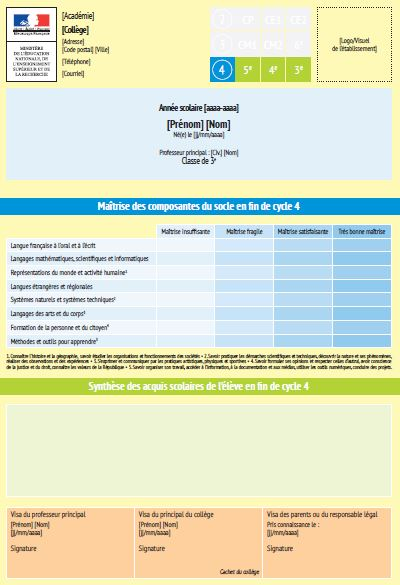 [Académie]
[Collège]
[Adresse]
[Code postal] [Ville]
[Téléphone]
[Courriel]
Liberté • Égalité • Fraternité
RÉPUBLIQUE FRANÇAISE
MINISTÈRE
DE L'ÉDUCATION
NATIONALE, DE
L'ENSEIGNEMENT
SUPÉRIEUR ET DE
LA RECHERCHE
2 CP CE1 CE2
3 CM1 CM2 6e
4 5e 4e 3e
[Logo/Visuel
de l'établissement]
Année scolaire [aaaa-aaaa]
[Prénom] [Nom]
Né(e) le [jj/mm/aaaa]
Professeur principal : [Civ] [Nom]
Classe de 3e
Maîtrise des composantes du socle en fin de cycle 4
Maîtrise insuffisante Maîtrise fragile Maîtrise satisfaisante Très bonne maîtrise
Langue française à l'oral et à l'écrit
Langages mathématiques, scientifiques et informatiques
Représentations du monde et activité humaine1
Langues étrangères et régionales
Systèmes naturels et systèmes techniques2
Langages des arts et du corps3
Formation de la personne et du citoyen4
Méthodes et outils pour apprendre5
1. Connaître l'histoire et la géographie, savoir étudier les organisations et fonctionnements des sociétés • 2. Savoir pratiquer les démarches scientifiques et techniques, découvrir la nature et ses phénomènes,
réaliser des observations et des expériences • 3. S'exprimer et communiquer par les pratiques artistiques, physiques et sportives • 4. Savoir formuler ses opinions et respecter celles d'autrui, avoir conscience
de la justice et du droit, connaître les valeurs de la République • 5. Savoir organiser son travail, accéder à l'information, à la documentation et aux médias, utiliser les outils numériques, conduire des projets.
Synthèse des acquis scolaires de l'élève en fin de cycle 4
Visa du professeur principal
[Prénom] [Nom]
[jj/mm/aaaa]
Signature
Visa du principal du collège
[Prénom] [Nom]
[jj/mm/aaaa]
Signature
Cachet du collège
Visa des parents ou du responsable légal
Pris connaissance le :
[jj/mm/aaaa]
Signature